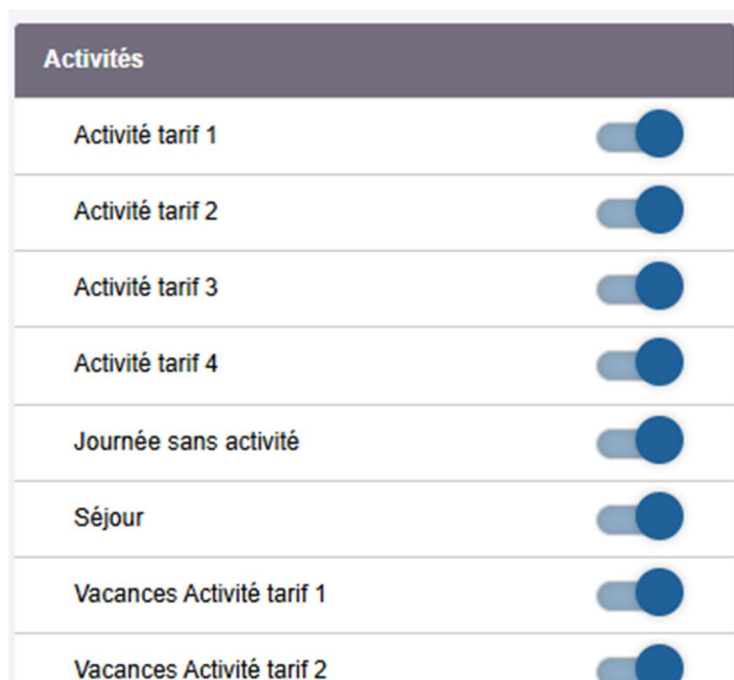 Activités
Activité tarif 1
Activité tarif 2
Activité tarif 3
Activité tarif 4
Journée sans activité
Séjour
Vacances Activité tarif 1
Vacances Activité tarif 2